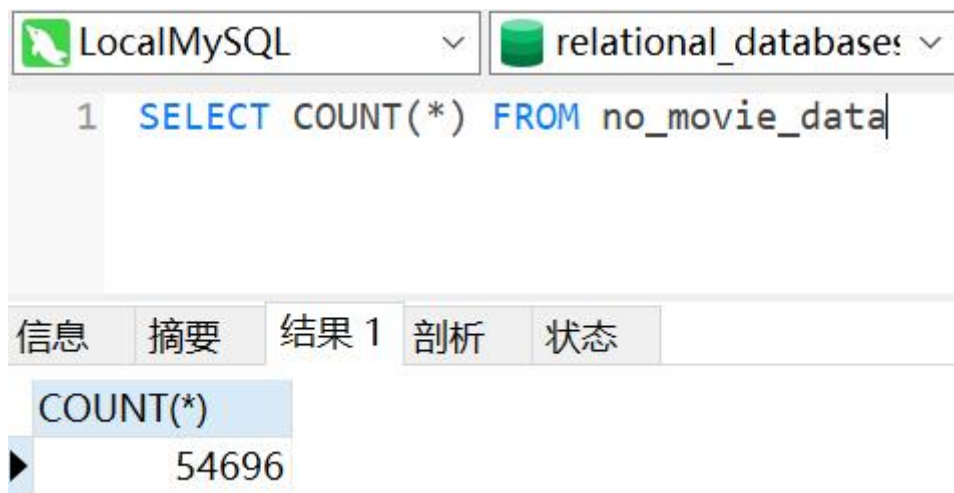 LocalMySQL relational_databases
1 SELECT COUNT(*) FROM no_movie_data
信息 摘要 结果 1 剖析 状态
COUNT(*)
54696